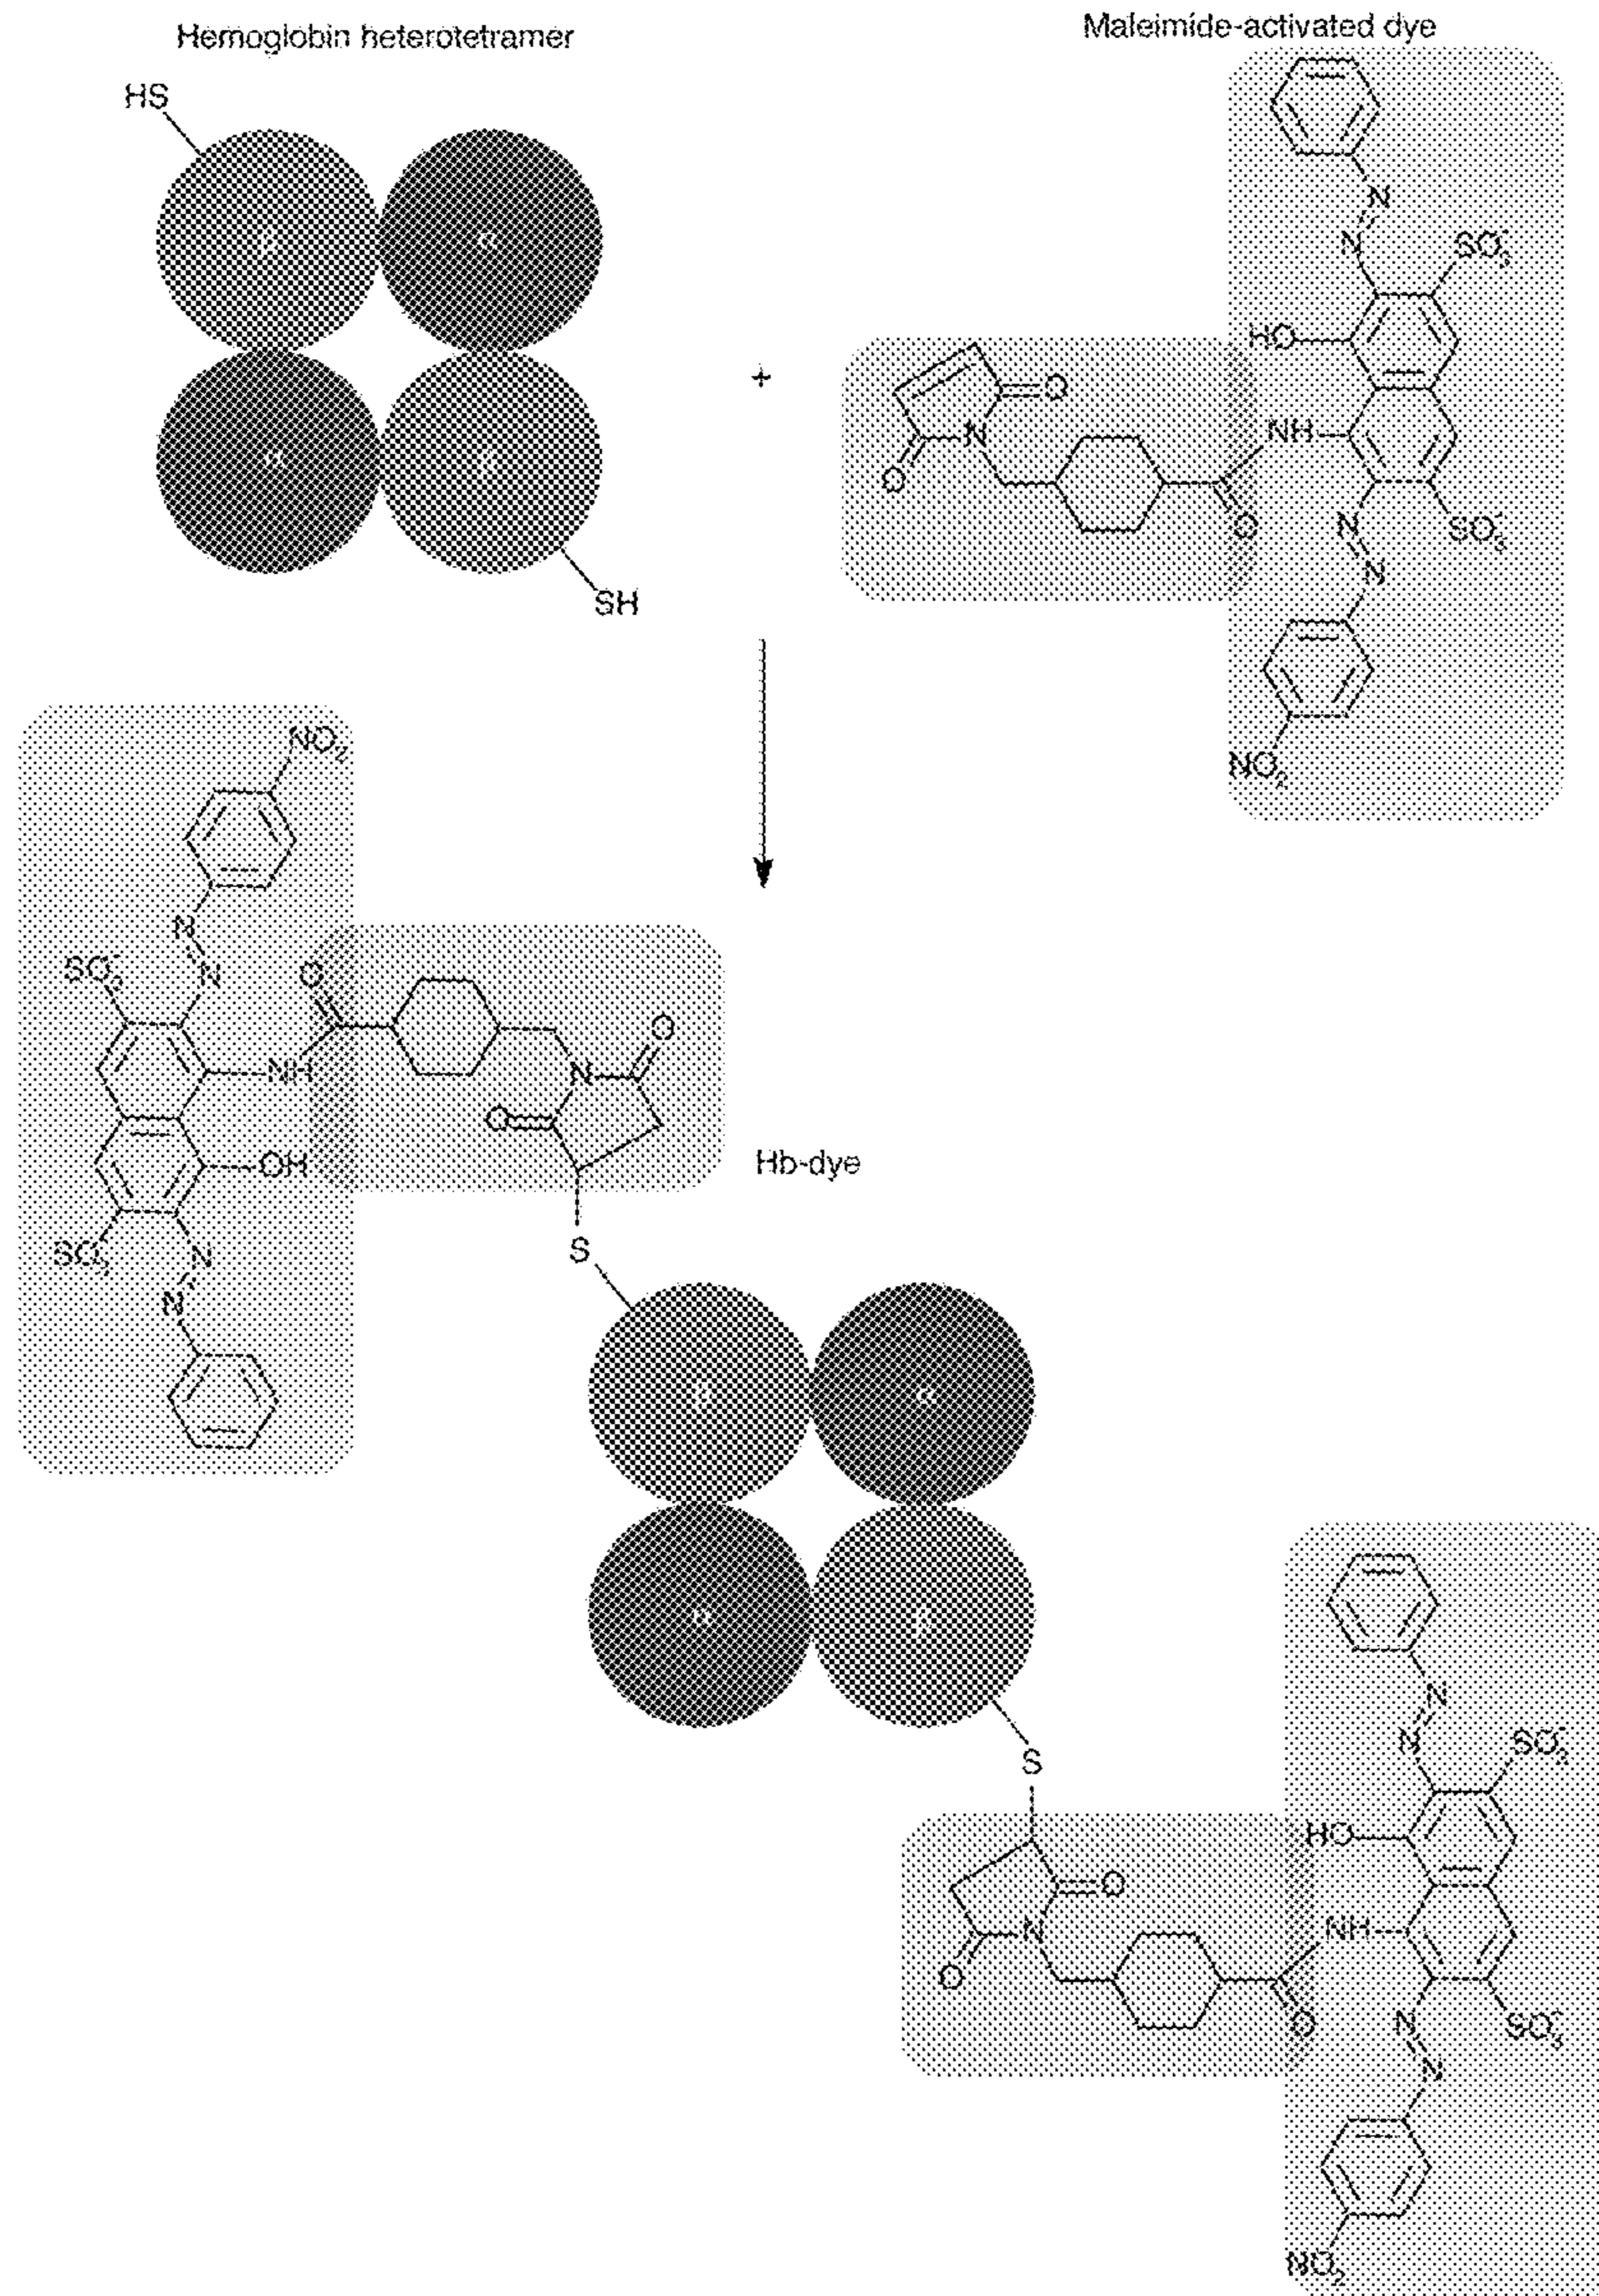 Hemoglobin heterotetramer
Maleimide-activated dye
HS
β
α
α
SH
+
N
N
SO3-
HO
O
N
O
O
NH
N
N
SO3-
NO2
NO2
N
N
SO3-
O
NH
O
N
O
OH
SO3-
N
N
Hb-dye
S
β
α
α
β
S
N
N
SO3-
HO
O
N
O
O
NH
N
N
SO3-
NO2